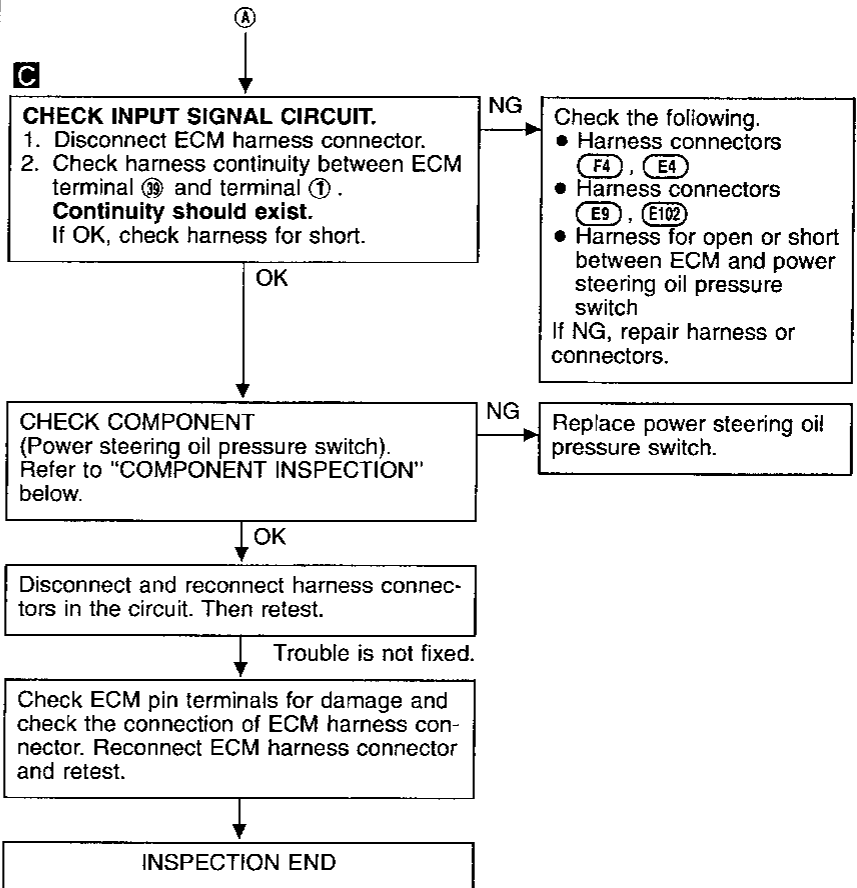 Ⓐ
C
CHECK INPUT SIGNAL CIRCUIT.
1. Disconnect ECM harness connector.
2. Check harness continuity between ECM
terminal ㊴ and terminal ① .
Continuity should exist.
If OK, check harness for short.
NG
Check the following.
● Harness connectors
F4 , E4
● Harness connectors
E9 , E102
● Harness for open or short
between ECM and power
steering oil pressure
switch
If NG, repair harness or
connectors.
OK
CHECK COMPONENT
(Power steering oil pressure switch).
Refer to "COMPONENT INSPECTION"
below.
NG
Replace power steering oil
pressure switch.
OK
Disconnect and reconnect harness connec-
tors in the circuit. Then retest.
Trouble is not fixed.
Check ECM pin terminals for damage and
check the connection of ECM harness con-
nector. Reconnect ECM harness connector
and retest.
INSPECTION END